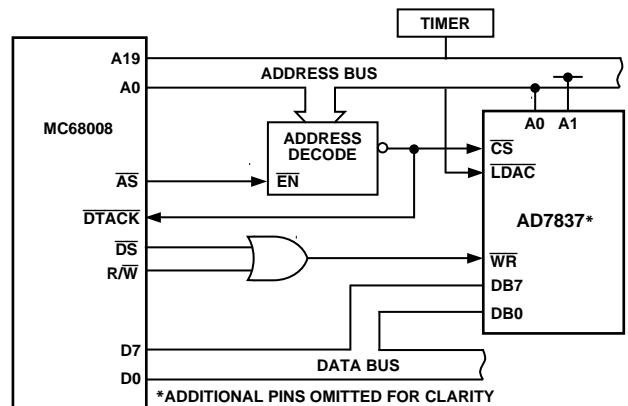 TIMER
A19
ADDRESS BUS
A0
MC68008
ADDRESS
DECODE
A0
A1
CS
EN
LDAC
AS
DTACK
AD7837*
DS
R/W
WR
DB7
DB0
D7
DATA BUS
D0
*ADDITIONAL PINS OMITTED FOR CLARITY